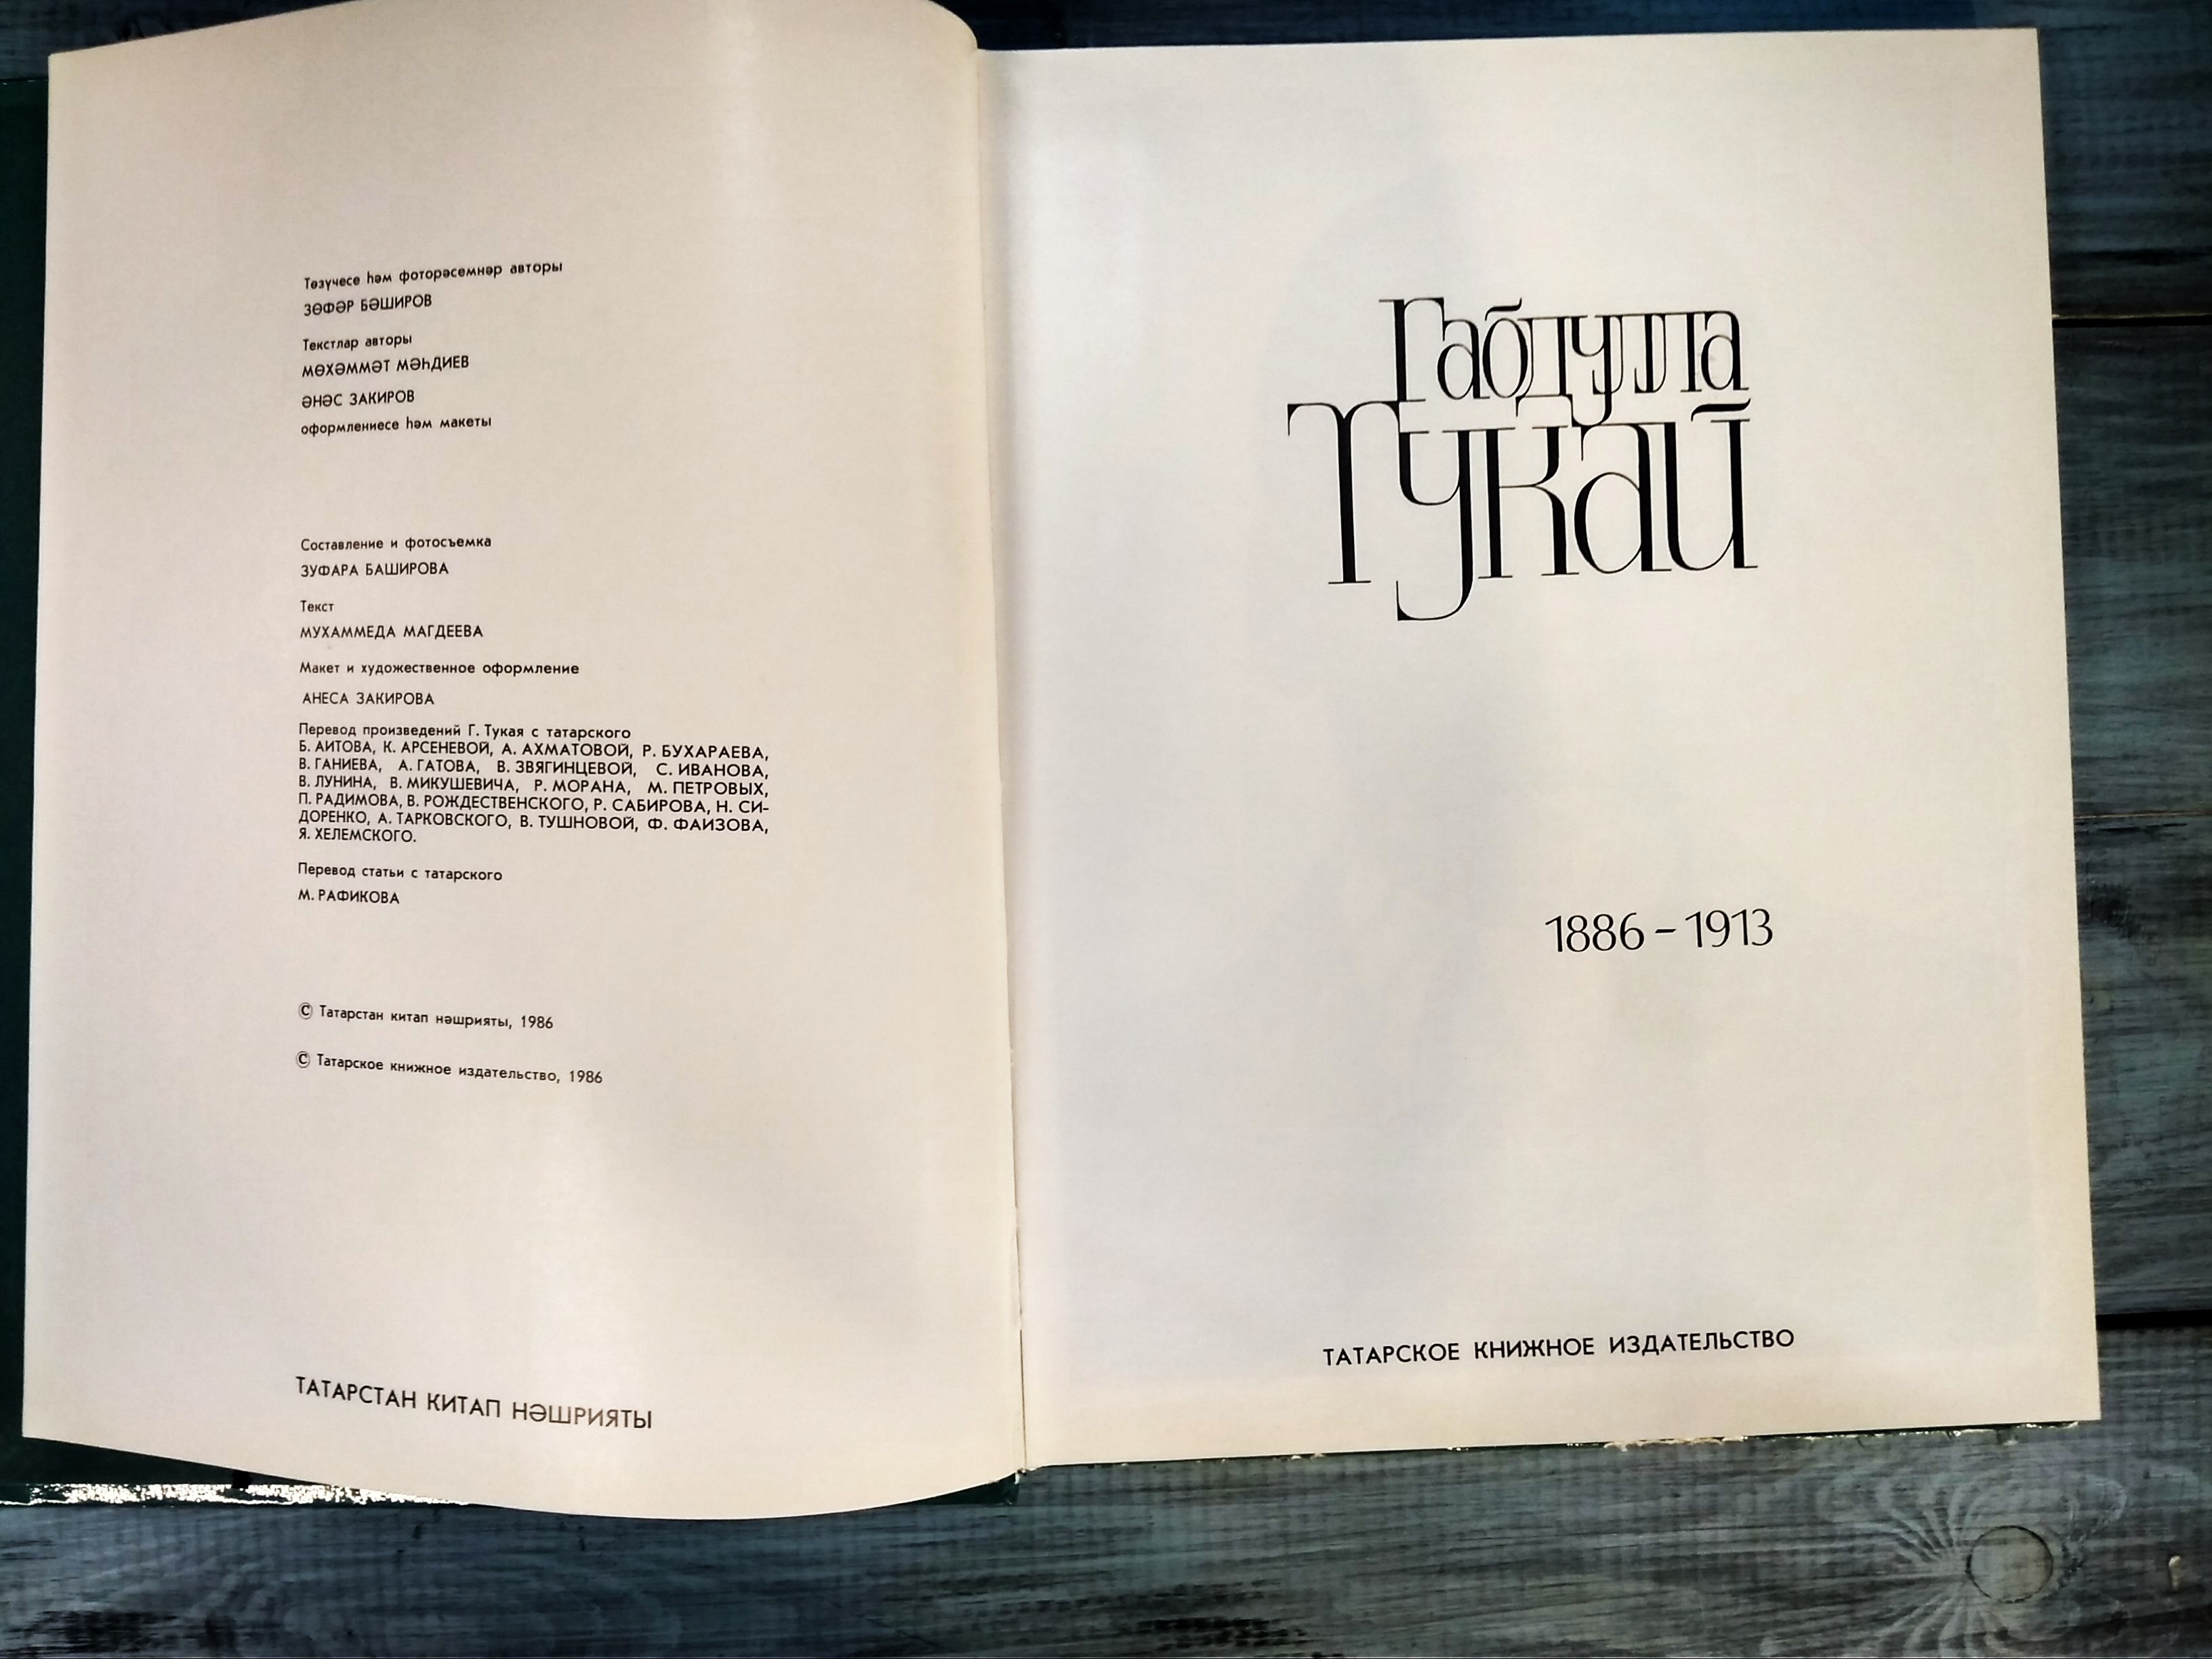 Төзүчесе һәм фоторәсемнәр авторы
ЗӨФӘР БӘШИРОВ
Текстлар авторы
МӨХӘММӘТ МӘҺДИЕВ
ӘНӘС ЗАКИРОВ
оформлениесе һәм макеты
Составление и фотосъемка
ЗУФАРА БАШИРОВА
Текст
МУХАММЕДА МАГДЕЕВА
Макет и художественное оформление
АНЕСА ЗАКИРОВА
Перевод произведений Г. Тукая с татарского
Б. АИТОВА, К. АРСЕНЕВОЙ, А. АХМАТОВОЙ, Р. БУХАРАЕВА,
В. ГАНИЕВА, А. ГАТОВА, В. ЗВЯГИНЦЕВОЙ, С. ИВАНОВА,
В. ЛУНИНА, В. МИКУШЕВИЧА, Р. МОРАНА, М. ПЕТРОВЫХ,
П. РАДИМОВА, В. РОЖДЕСТВЕНСКОГО, Р. САБИРОВА, Н. СИ-
ДОРЕНКО, А. ТАРКОВСКОГО, В. ТУШНОВОЙ, Ф. ФАИЗОВА,
Я. ХЕЛЕМСКОГО.
Перевод статьи с татарского
М. РАФИКОВА
© Татарстан китап нәшрияты, 1986
© Татарское книжное издательство, 1986
ТАТАРСТАН КИТАП НӘШРИЯТЫ
Габдулла
Тукай
1886 – 1913
ТАТАРСКОЕ КНИЖНОЕ ИЗДАТЕЛЬСТВО